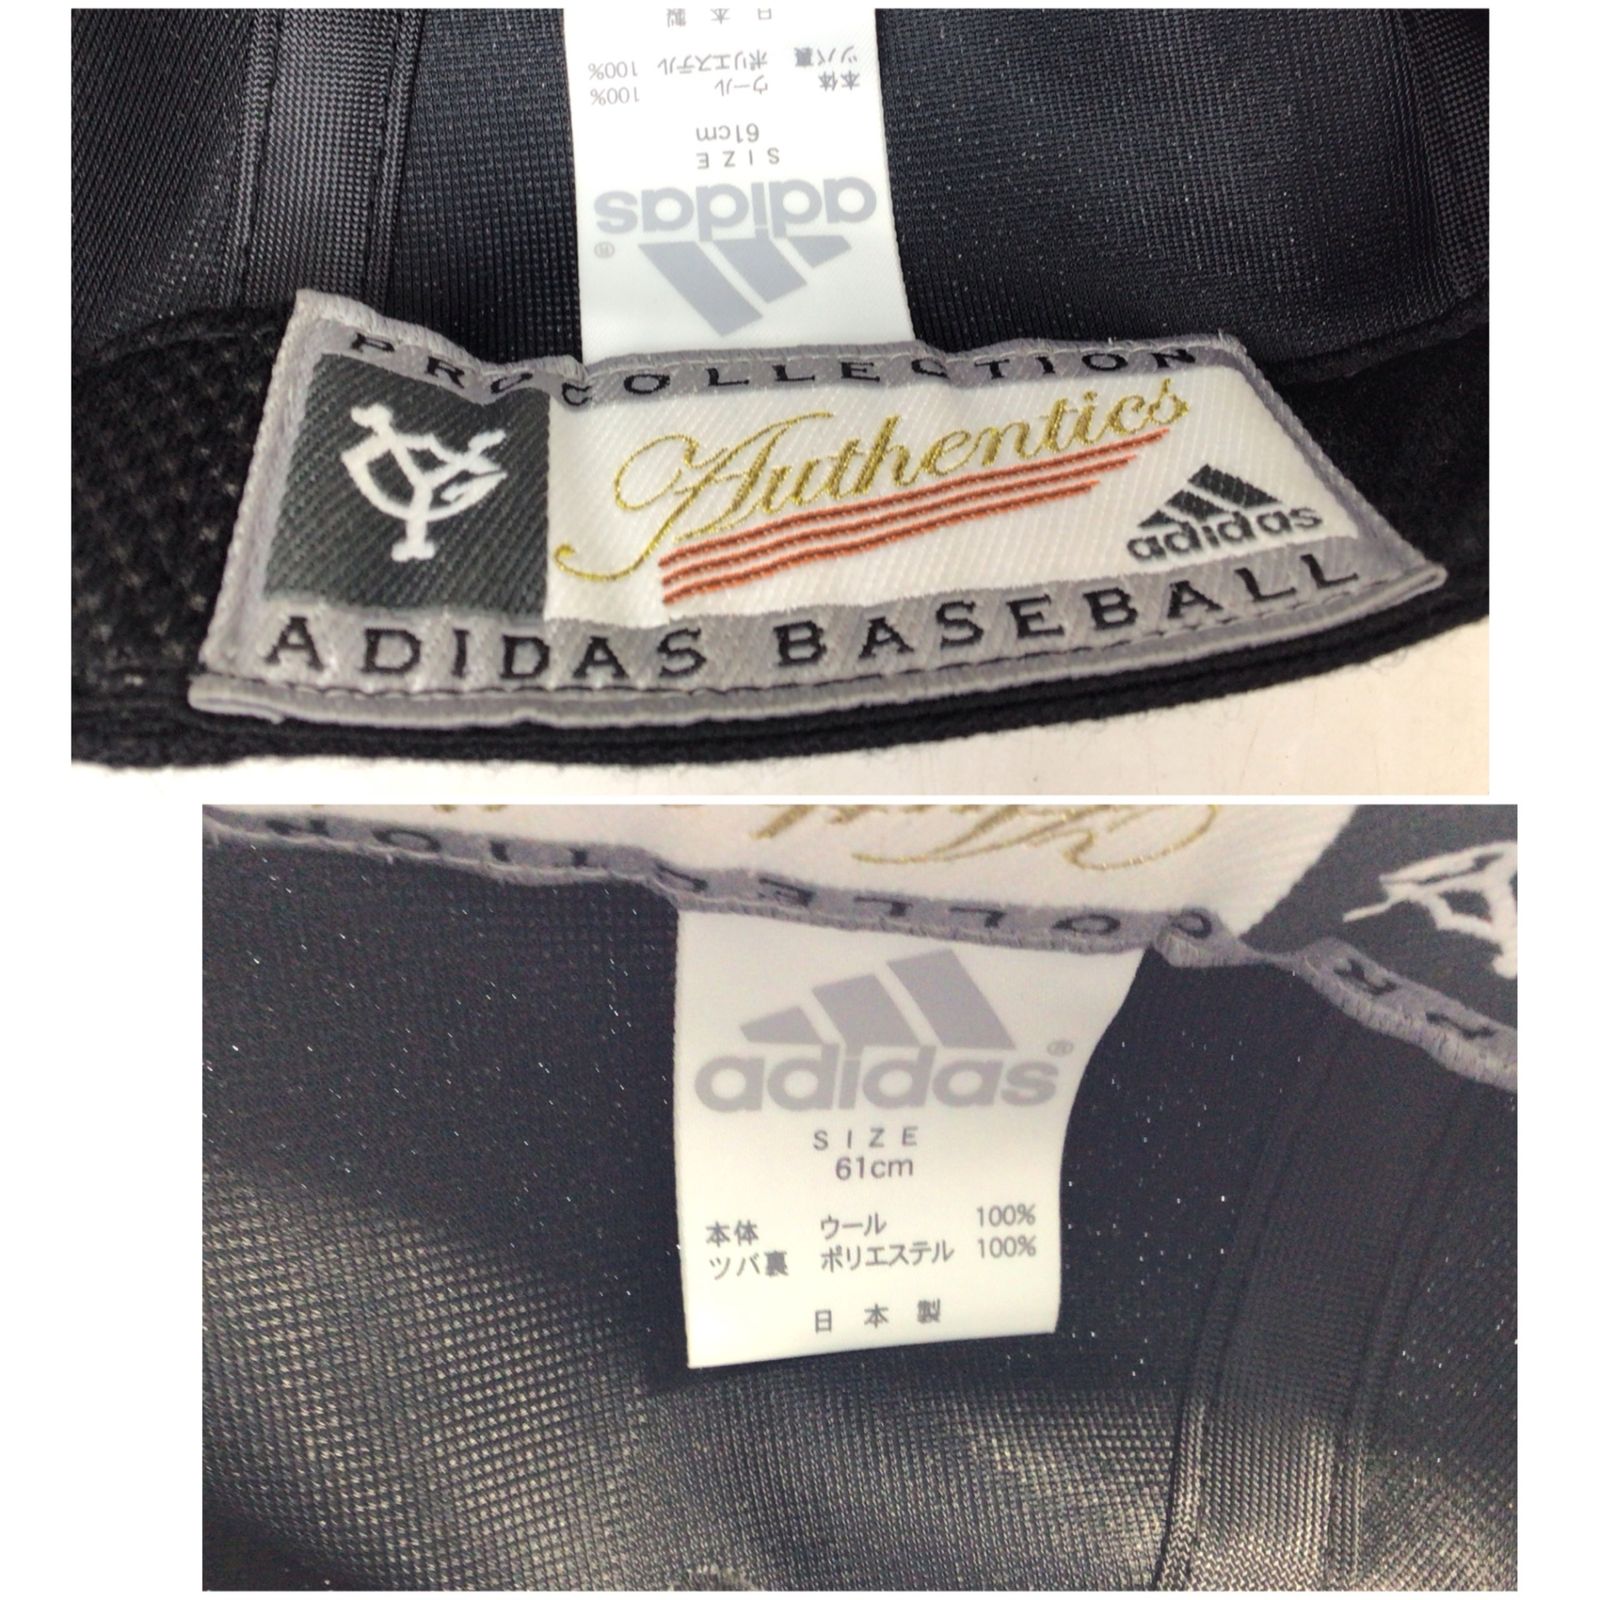 日本製
ツバ裏 ポリエステル 100%
本体 ウール 100%
61cm
SIZE
adidas®
PRO COLLECTION
YG
Authentics
adidas
ADIDAS BASEBALL
COLLECTION
adidas®
SIZE
61cm
本体 ウール 100%
ツバ裏 ポリエステル 100%
日本製